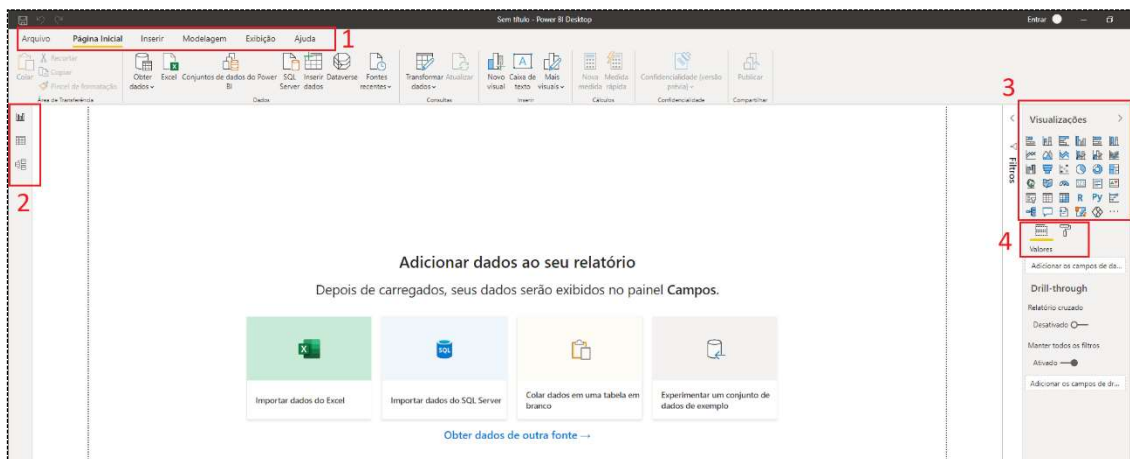 Sem título - Power BI Desktop
Entrar
Arquivo Página Inicial Inserir Modelagem Exibição Ajuda
1
Colar
Recortar
Copiar
Pincel de formatação
Área de Transferência
Obter dados
Excel
Conjuntos de dados do Power BI
SQL Server
Inserir dados
Dataverse
Fontes recentes
Dados
Transformar dados
Atualizar
Consultas
Novo visual
Caixa de texto
Mais visuais
Inserir
Nova medida
Medida rápida
Cálculos
Confidencialidade (versão prévia)
Confidencialidade
Publicar
Compartilhar
2
3
Visualizações
Filtros
R Py
4
Valores
Adicionar os campos de da...
Drill-through
Relatório cruzado
Desativado
Manter todos os filtros
Ativado
Adicionar os campos de dr...
Adicionar dados ao seu relatório
Depois de carregados, seus dados serão exibidos no painel Campos.
SQL
Importar dados do Excel
Importar dados do SQL Server
Colar dados em uma tabela em
branco
Experimentar um conjunto de
dados de exemplo
Obter dados de outra fonte →